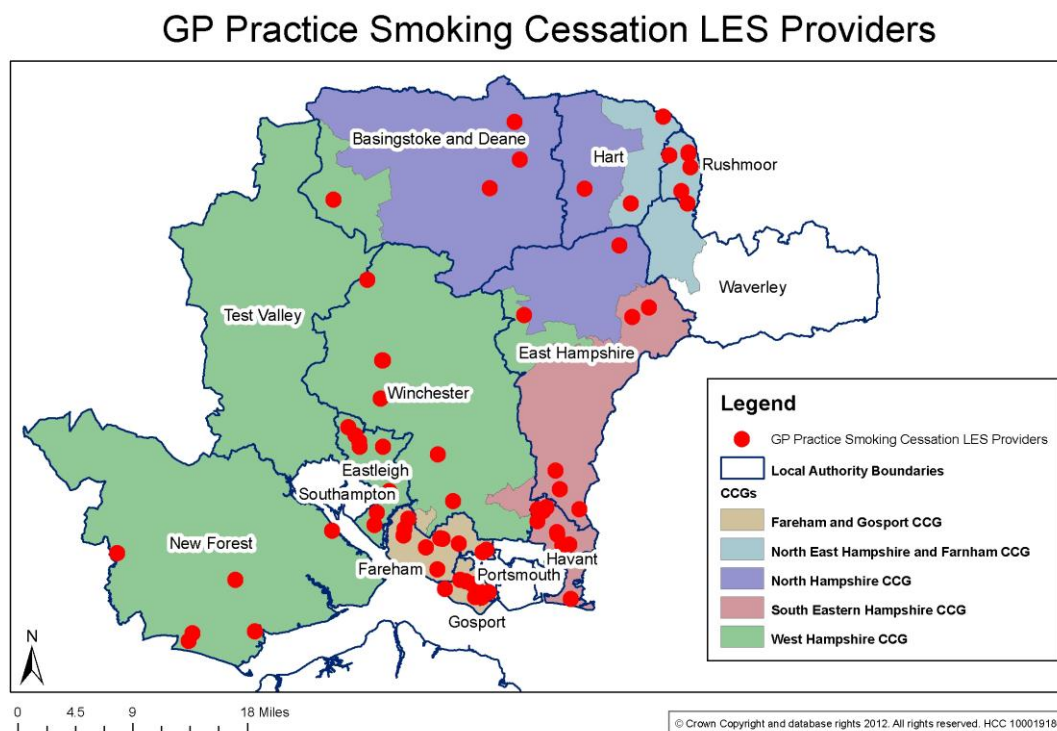 GP Practice Smoking Cessation LES Providers
Basingstoke and Deane
Hart
Rushmoor
Waverley
Test Valley
East Hampshire
Winchester
Eastleigh
Southampton
New Forest
Fareham
Portsmouth
Havant
Gosport
Legend
GP Practice Smoking Cessation LES Providers
Local Authority Boundaries
CCGs
Fareham and Gosport CCG
North East Hampshire and Farnham CCG
North Hampshire CCG
South Eastern Hampshire CCG
West Hampshire CCG
N
0 4.5 9 18 Miles
© Crown Copyright and database rights 2012. All rights reserved. HCC 10001918